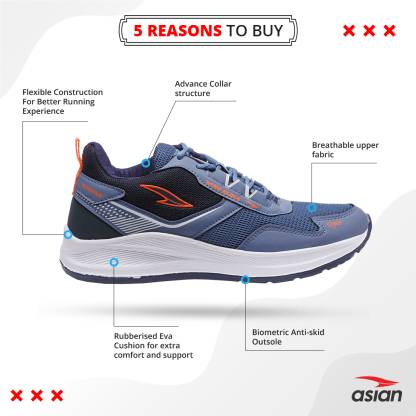 5 REASONS TO BUY
Flexible Construction
For Better Running
Experience
Advance Collar
structure
Breathable upper
fabric
Rubberised Eva
Cushion for extra
comfort and support
Biometric Anti-skid
Outsole
asian